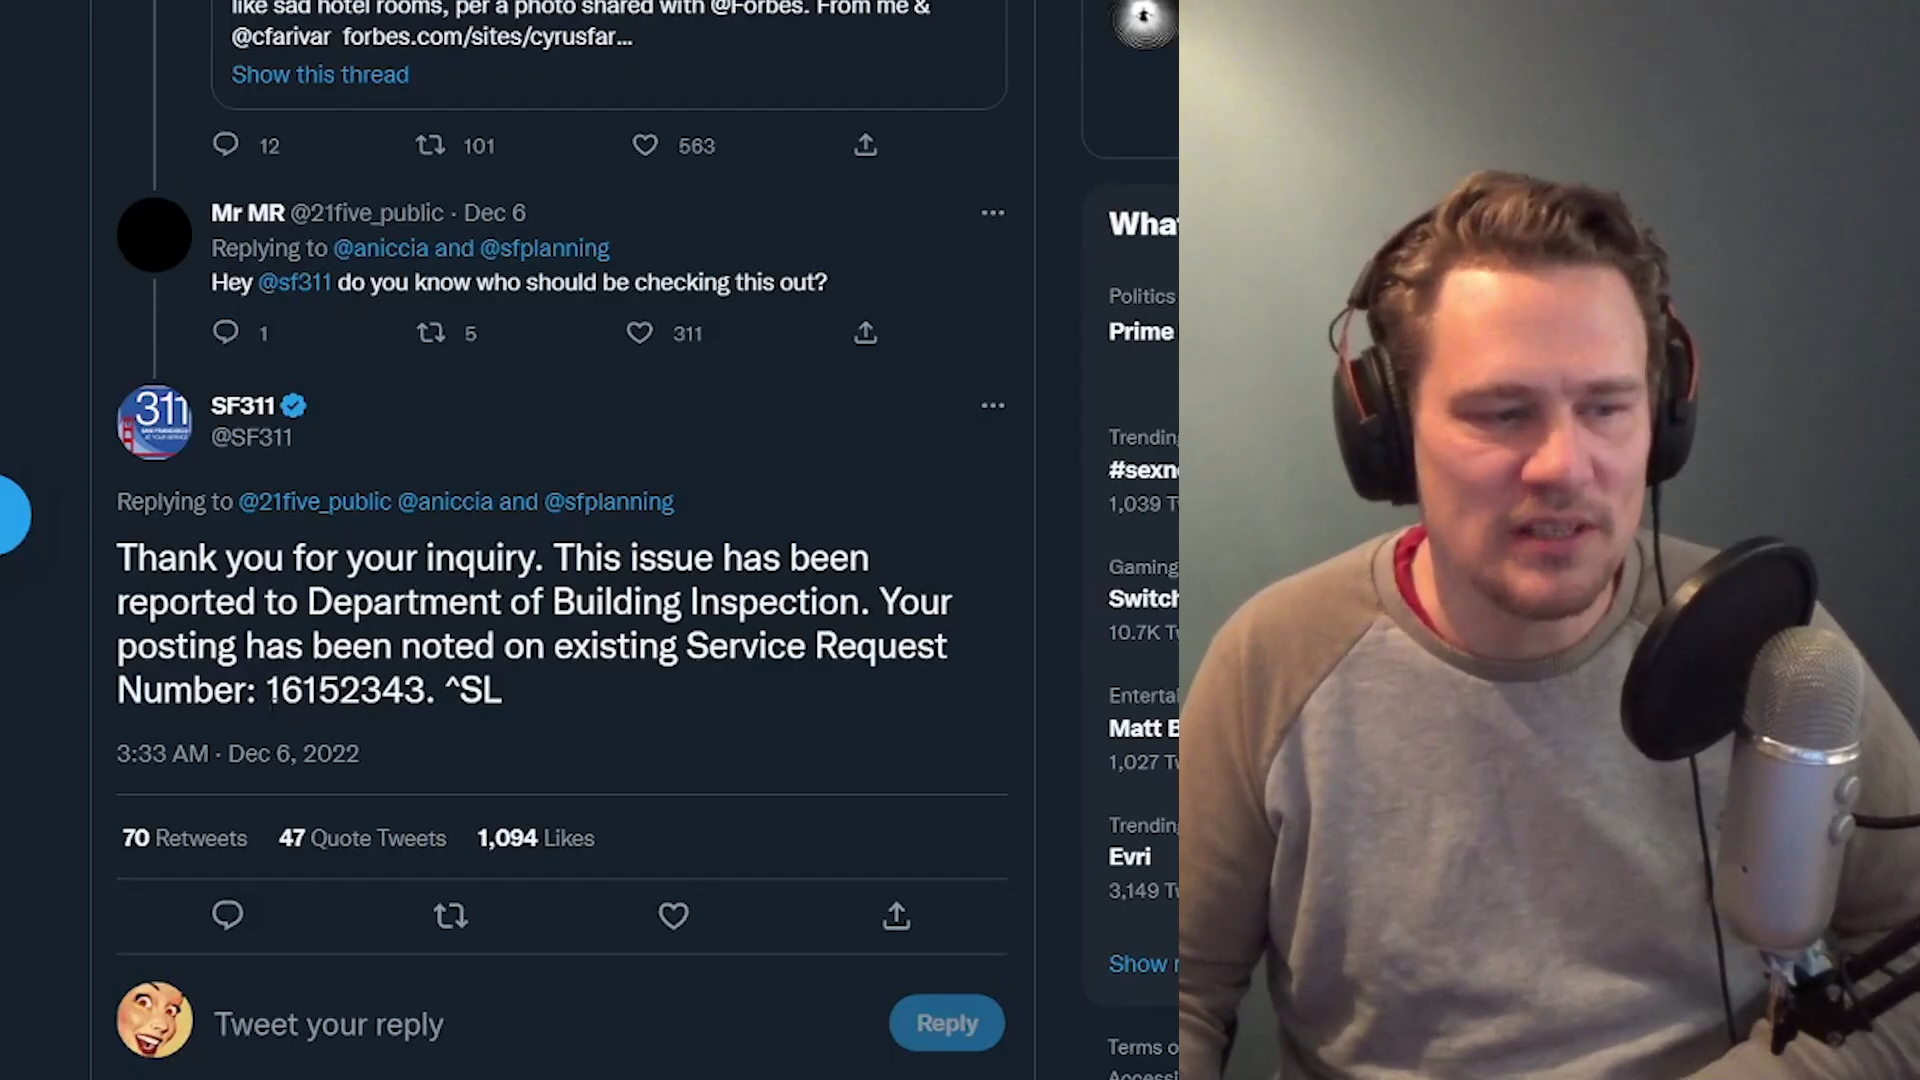 like sad hotel rooms, per a photo shared with @Forbes. From me &
@cfarivar forbes.com/sites/cyrusfar...
Show this thread
12 101 563
Mr MR @21five_public · Dec 6
Replying to @aniccia and @sfplanning
Hey @sf311 do you know who should be checking this out?
1 5 311
311
SF311
@SF311
Replying to @21five_public @aniccia and @sfplanning
Thank you for your inquiry. This issue has been
reported to Department of Building Inspection. Your
posting has been noted on existing Service Request
Number: 16152343. ^SL
3:33 AM · Dec 6, 2022
70 Retweets 47 Quote Tweets 1,094 Likes
Tweet your reply
Reply
What
Politics
Prime
Trending
#sexn
1,039 T
Gaming
Switch
10.7K T
Enterta
Matt B
1,027 T
Trending
Evri
3,149 T
Show
Terms o